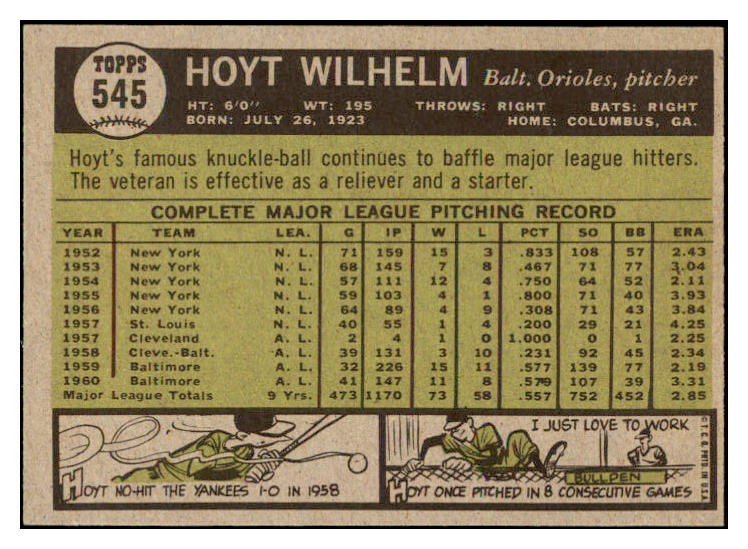 TOPPS
545
HOYT WILHELM Balt. Orioles, pitcher
HT: 6'0" WT: 195 THROWS: RIGHT BATS: RIGHT
BORN: JULY 26, 1923 HOME: COLUMBUS, GA.
Hoyt's famous knuckle-ball continues to baffle major league hitters.
The veteran is effective as a reliever and a starter.
COMPLETE MAJOR LEAGUE PITCHING RECORD
YEAR TEAM LEA. G IP W L PCT SO BB ERA
1952 New York N. L. 71 159 15 3 .833 108 57 2.43
1953 New York N. L. 68 145 7 8 .467 71 77 3.04
1954 New York N. L. 57 111 12 4 .750 64 52 2.11
1955 New York N. L. 59 103 4 1 .800 71 40 3.93
1956 New York N. L. 64 89 4 9 .308 71 43 3.84
1957 St. Louis N. L. 40 55 1 4 .200 29 21 4.25
1957 Cleveland A. L. 2 4 1 0 1.000 0 1 2.25
1958 Cleve.-Balt. A. L. 39 131 3 10 .231 92 45 2.34
1959 Baltimore A. L. 32 226 15 11 .577 139 77 2.19
1960 Baltimore A. L. 41 147 11 8 .579 107 39 3.31
Major League Totals 9 Yrs. 473 1170 73 58 .557 752 452 2.85
HOYT NO-HIT THE YANKEES 1-0 IN 1958
I JUST LOVE TO WORK
BULLPEN
HOYT ONCE PITCHED IN 8 CONSECUTIVE GAMES
© T.C.G. PRTD. IN U.S.A.